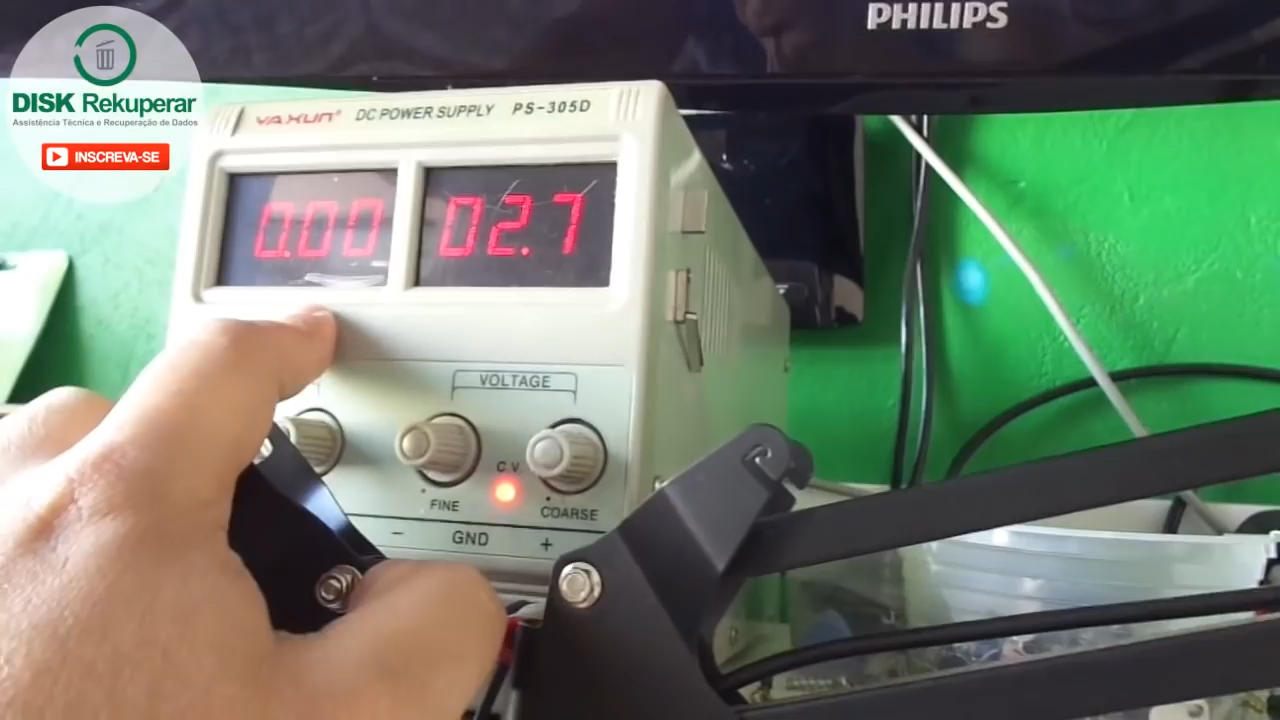 PHILIPS
DISK Rekuperar
Assistência Técnica e Recuperação de Dados
INSCREVA-SE
YAXUN® DC POWER SUPPLY PS-305D
0.00 02.7
VOLTAGE
C.V
FINE
COARSE
− GND +